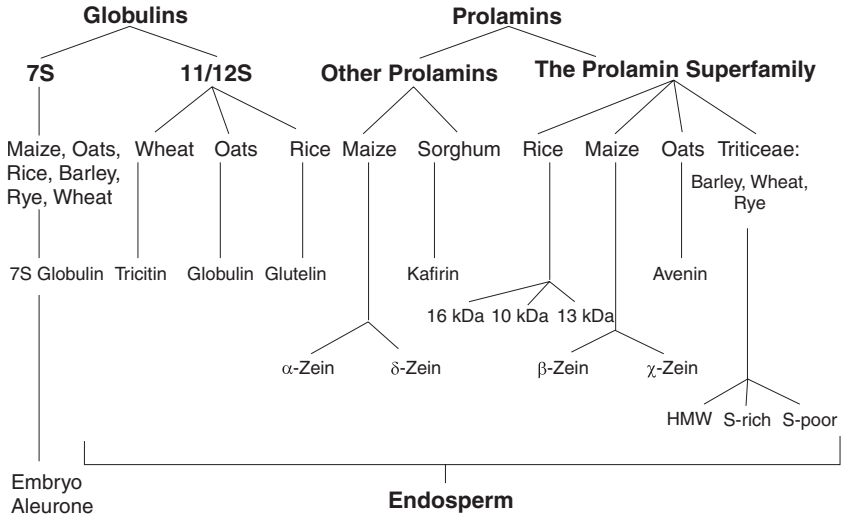 Globulins
Prolamins
7S
11/12S
Other Prolamins
The Prolamin Superfamily
Maize, Oats,
Rice, Barley,
Rye, Wheat
Wheat
Oats
Rice
Maize
Sorghum
Rice
Maize
Oats
Triticeae:
Barley, Wheat,
Rye
7S Globulin
Tricitin
Globulin
Glutelin
Kafirin
Avenin
16 kDa
10 kDa
13 kDa
α-Zein
δ-Zein
β-Zein
χ-Zein
HMW
S-rich
S-poor
Embryo
Aleurone
Endosperm